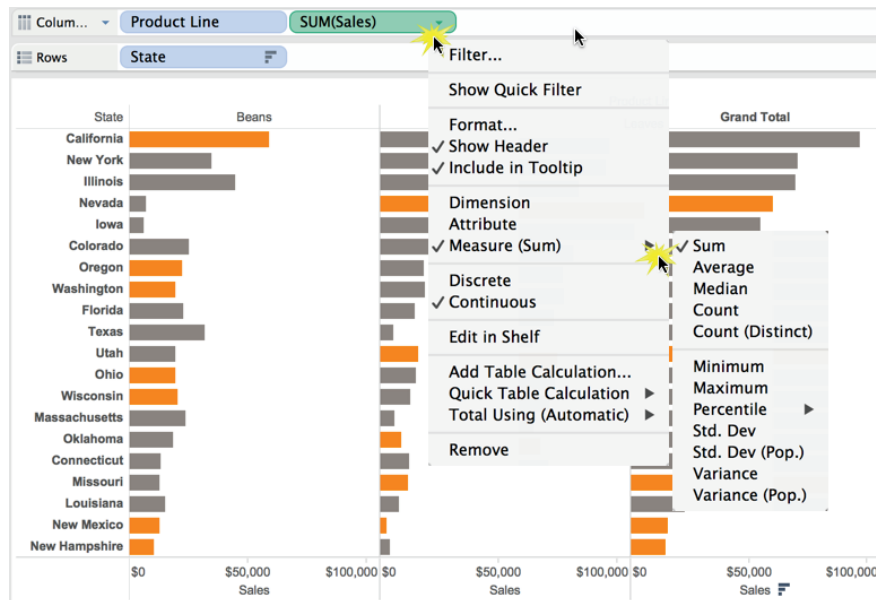 Colum... Product Line SUM(Sales)
Rows State
Filter...
Show Quick Filter
Format...
Show Header
Include in Tooltip
Dimension
Attribute
Measure (Sum)
Discrete
Continuous
Edit in Shelf
Add Table Calculation...
Quick Table Calculation
Total Using (Automatic)
Remove
Sum
Average
Median
Count
Count (Distinct)
Minimum
Maximum
Percentile
Std. Dev
Std. Dev (Pop.)
Variance
Variance (Pop.)
State Beans Grand Total
California
New York
Illinois
Nevada
Iowa
Colorado
Oregon
Washington
Florida
Texas
Utah
Ohio
Wisconsin
Massachusetts
Oklahoma
Connecticut
Missouri
Louisiana
New Mexico
New Hampshire
$0 $50,000 $100,000 $0 $50,000 $100,000 $0 $50,000 $100,000
Sales Sales Sales